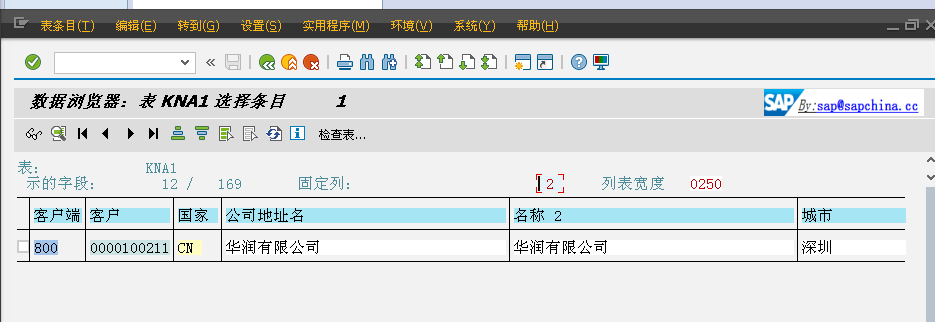 表条目(T) 编辑(E) 转到(G) 设置(S) 实用程序(M) 环境(V) 系统(Y) 帮助(H)
数据浏览器：表 KNA1 选择条目 1
SAP By:sap@sapchina.cc
检查表...
表： KNA1
示的字段： 12 / 169 固定列： 2 列表宽度 0250
客户端 客户 国家 公司地址名 名称 2 城市
800 0000100211 CN 华润有限公司 华润有限公司 深圳